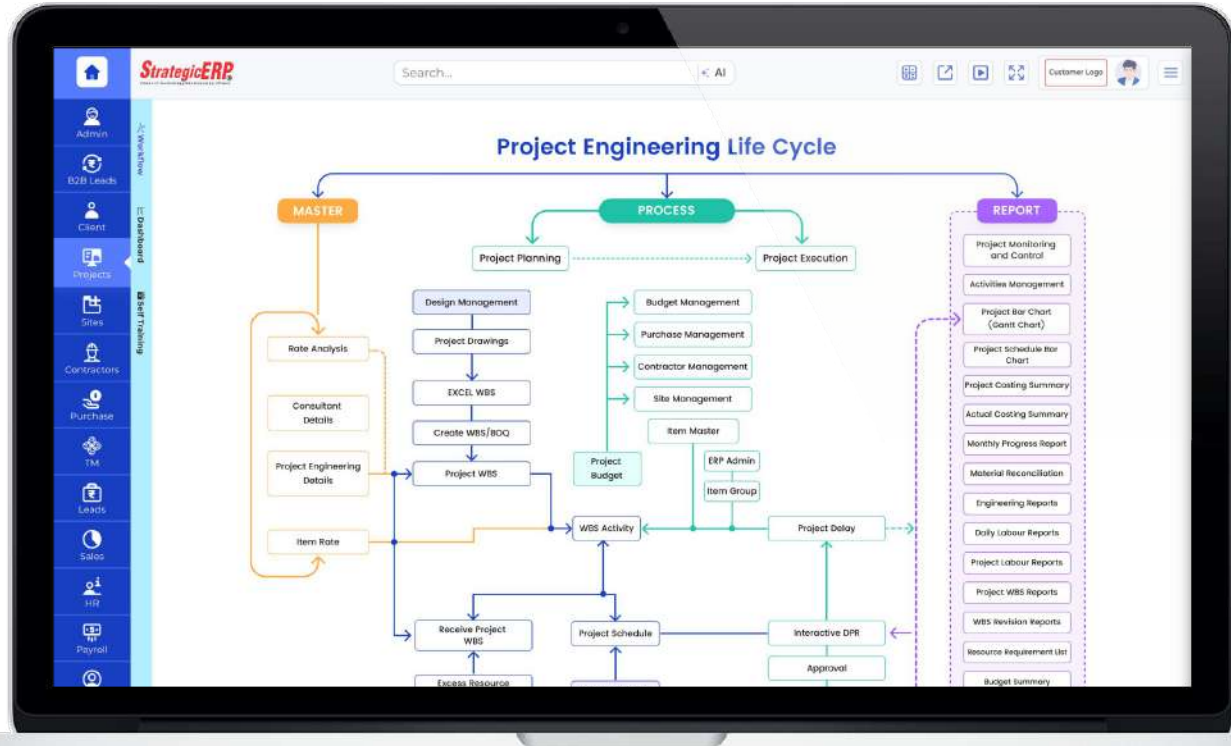 StrategicERP
Search...
AI
Customer Logo
Admin
B2B Leads
Client
Projects
Sites
Contractors
Purchase
TM
Leads
Sales
HR
Payroll
Workflow
Dashboard
Self Training
Project Engineering Life Cycle
MASTER
PROCESS
REPORT
Project Planning
Project Execution
Rate Analysis
Consultant
Details
Project Engineering
Details
Item Rate
Design Management
Project Drawings
EXCEL WBS
Create WBS/BOQ
Project WBS
Receive Project
WBS
Excess Resource
Budget Management
Purchase Management
Contractor Management
Site Management
Item Master
Project
Budget
ERP Admin
Item Group
WBS Activity
Project Delay
Project Schedule
Interactive DPR
Approval
Project Monitoring
and Control
Activities Management
Project Bar Chart
(Gantt Chart)
Project Schedule Bar
Chart
Project Costing Summary
Actual Costing Summary
Monthly Progress Report
Material Reconciliation
Engineering Reports
Daily Labour Reports
Project Labour Reports
Project WBS Reports
WBS Revision Reports
Resource Requirement List
Budget Summary